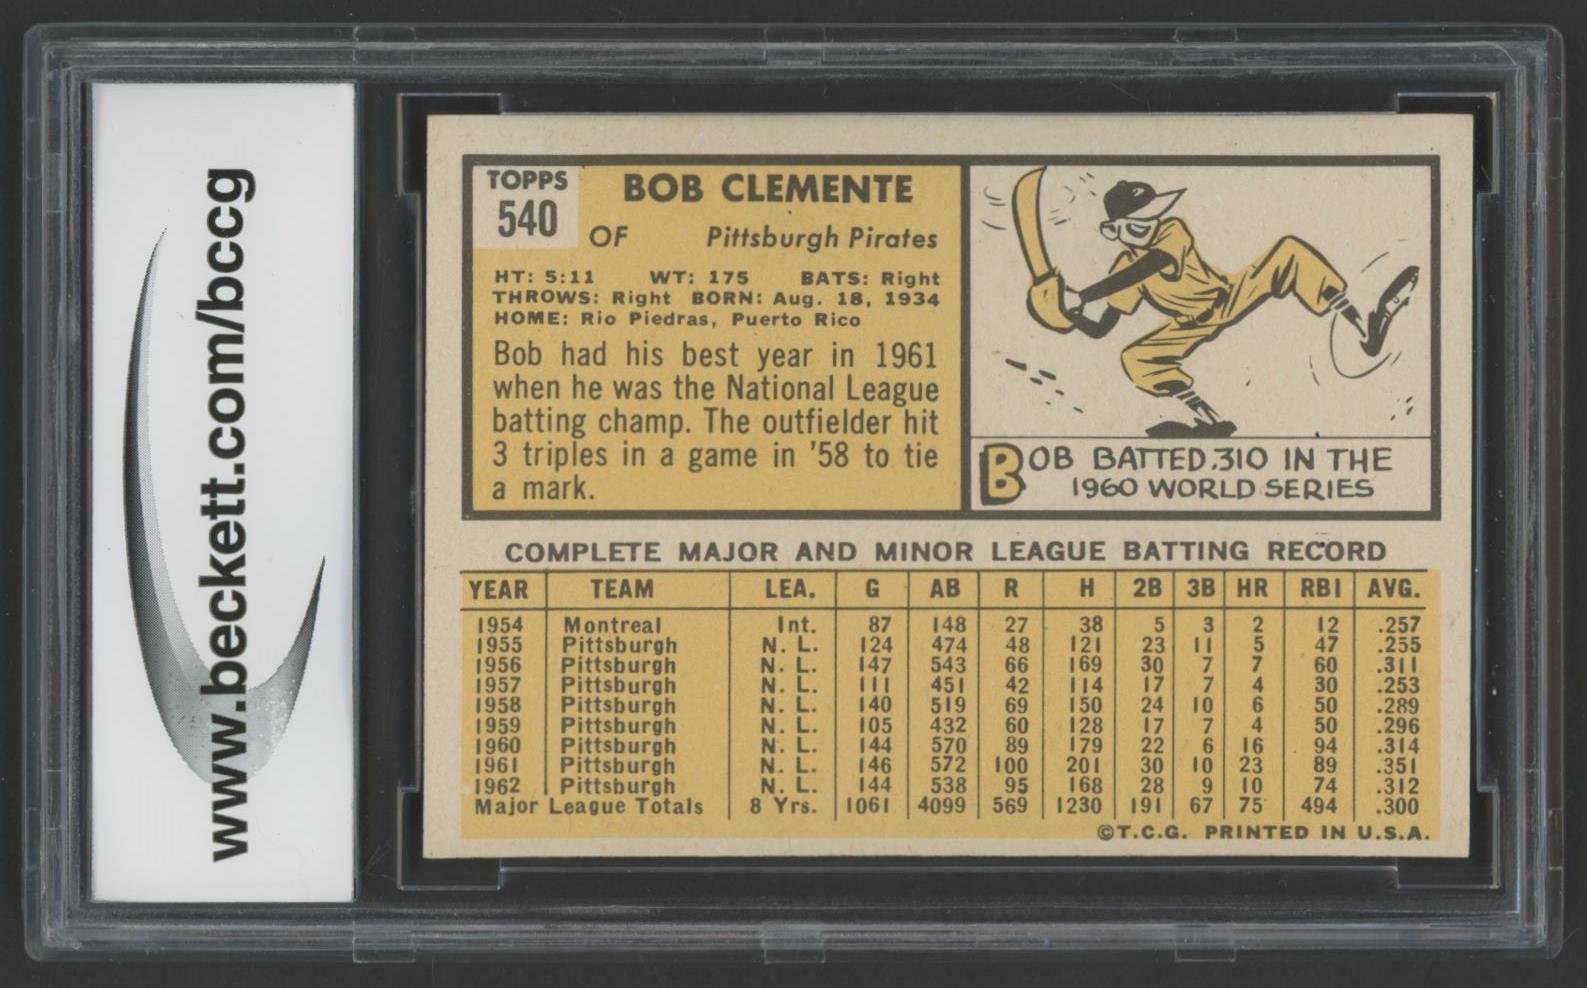 www.beckett.com/bccg
TOPPS
540
BOB CLEMENTE
OF Pittsburgh Pirates
HT: 5:11 WT: 175 BATS: Right
THROWS: Right BORN: Aug. 18, 1934
HOME: Rio Piedras, Puerto Rico
Bob had his best year in 1961
when he was the National League
batting champ. The outfielder hit
3 triples in a game in '58 to tie
a mark.
BOB BATTED .310 IN THE
1960 WORLD SERIES
COMPLETE MAJOR AND MINOR LEAGUE BATTING RECORD
YEAR TEAM LEA. G AB R H 2B 3B HR RBI AVG.
1954 Montreal Int. 87 148 27 38 5 3 2 12 .257
1955 Pittsburgh N. L. 124 474 48 121 23 11 5 47 .255
1956 Pittsburgh N. L. 147 543 66 169 30 7 7 60 .311
1957 Pittsburgh N. L. 111 451 42 114 17 7 4 30 .253
1958 Pittsburgh N. L. 140 519 69 150 24 10 6 50 .289
1959 Pittsburgh N. L. 105 432 60 128 17 7 4 50 .296
1960 Pittsburgh N. L. 144 570 89 179 22 6 16 94 .314
1961 Pittsburgh N. L. 146 572 100 201 30 10 23 89 .351
1962 Pittsburgh N. L. 144 538 95 168 28 9 10 74 .312
Major League Totals 8 Yrs. 1061 4099 569 1230 191 67 75 494 .300
©T.C.G. PRINTED IN U.S.A.